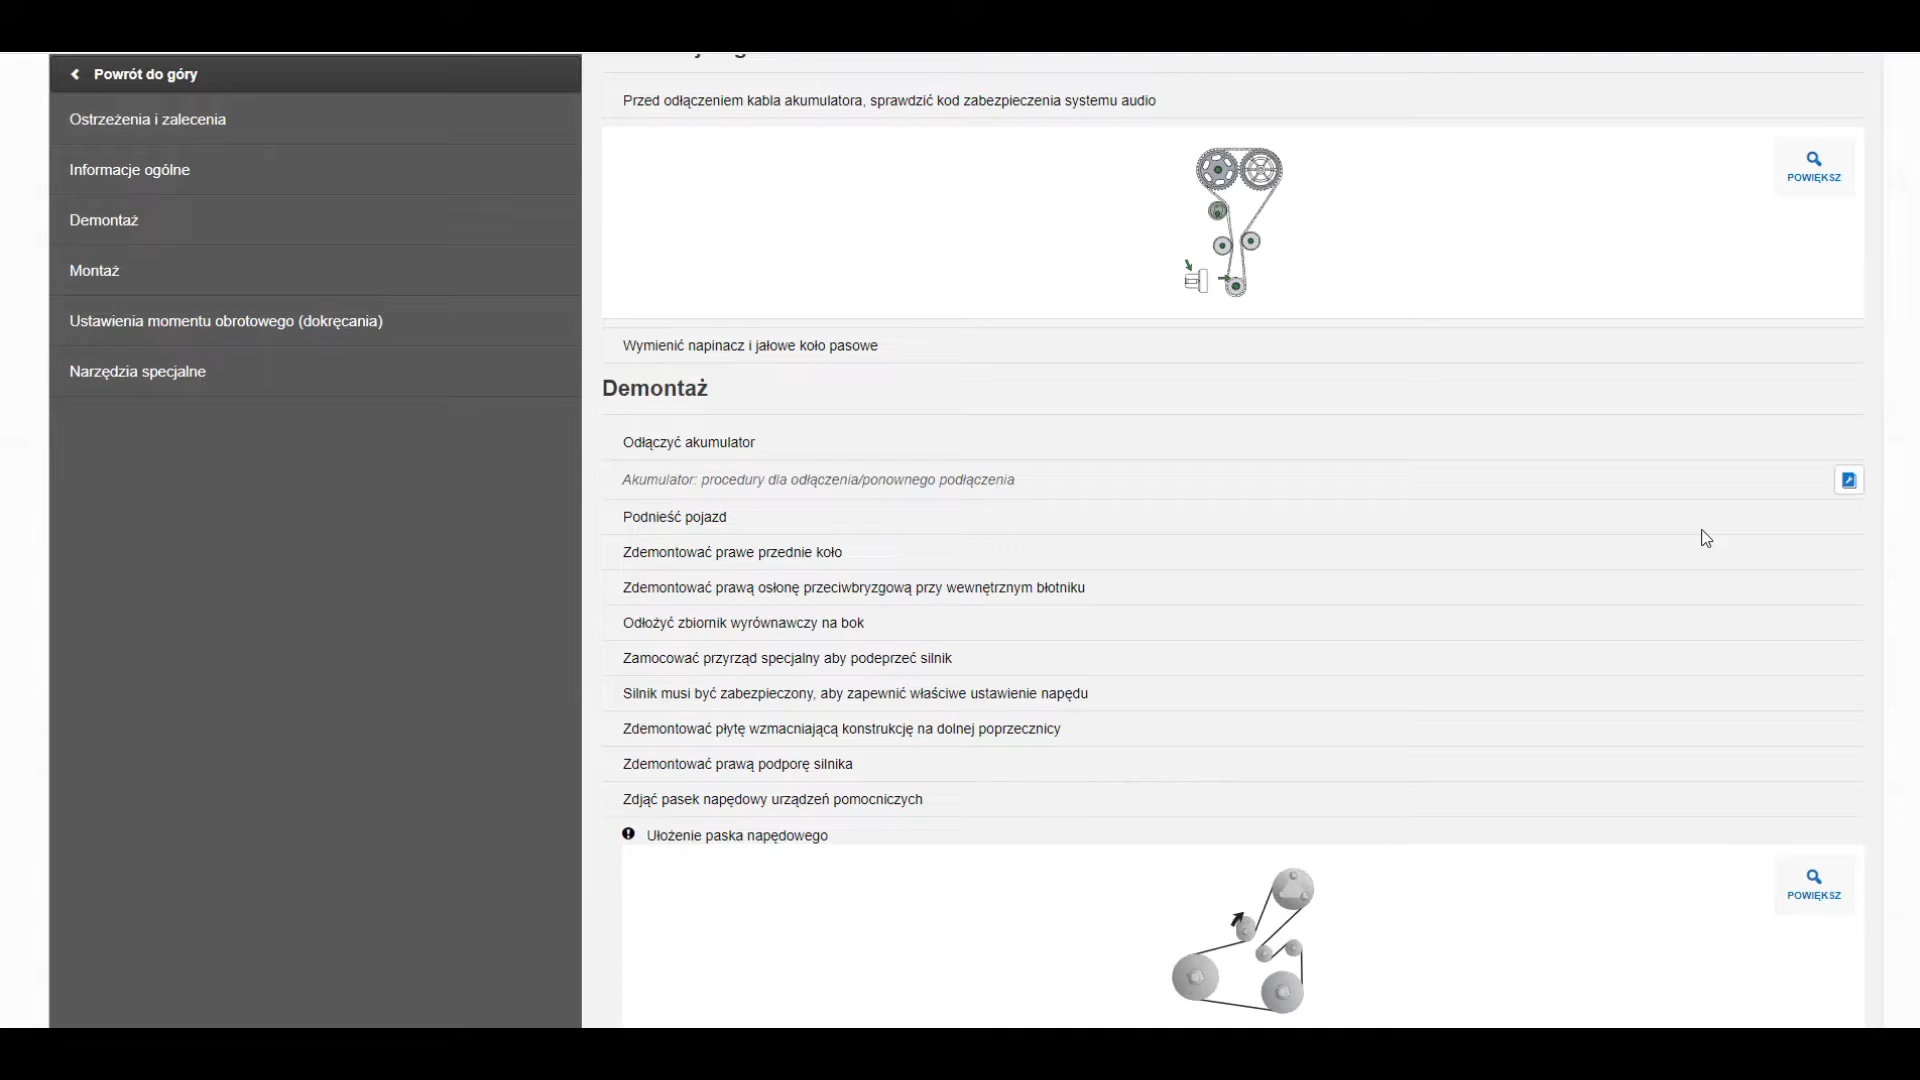 Powrót do góry
Ostrzeżenia i zalecenia
Informacje ogólne
Demontaż
Montaż
Ustawienia momentu obrotowego (dokręcania)
Narzędzia specjalne
Przed odłączeniem kabla akumulatora, sprawdzić kod zabezpieczenia systemu audio
POWIĘKSZ
Wymienić napinacz i jałowe koło pasowe
Demontaż
Odłączyć akumulator
Akumulator: procedury dla odłączenia/ponownego podłączenia
Podnieść pojazd
Zdemontować prawe przednie koło
Zdemontować prawą osłonę przeciwbryzgową przy wewnętrznym błotniku
Odłożyć zbiornik wyrównawczy na bok
Zamocować przyrząd specjalny aby podeprzeć silnik
Silnik musi być zabezpieczony, aby zapewnić właściwe ustawienie napędu
Zdemontować płytę wzmacniającą konstrukcję na dolnej poprzecznicy
Zdemontować prawą podporę silnika
Zdjąć pasek napędowy urządzeń pomocniczych
Ułożenie paska napędowego
POWIĘKSZ